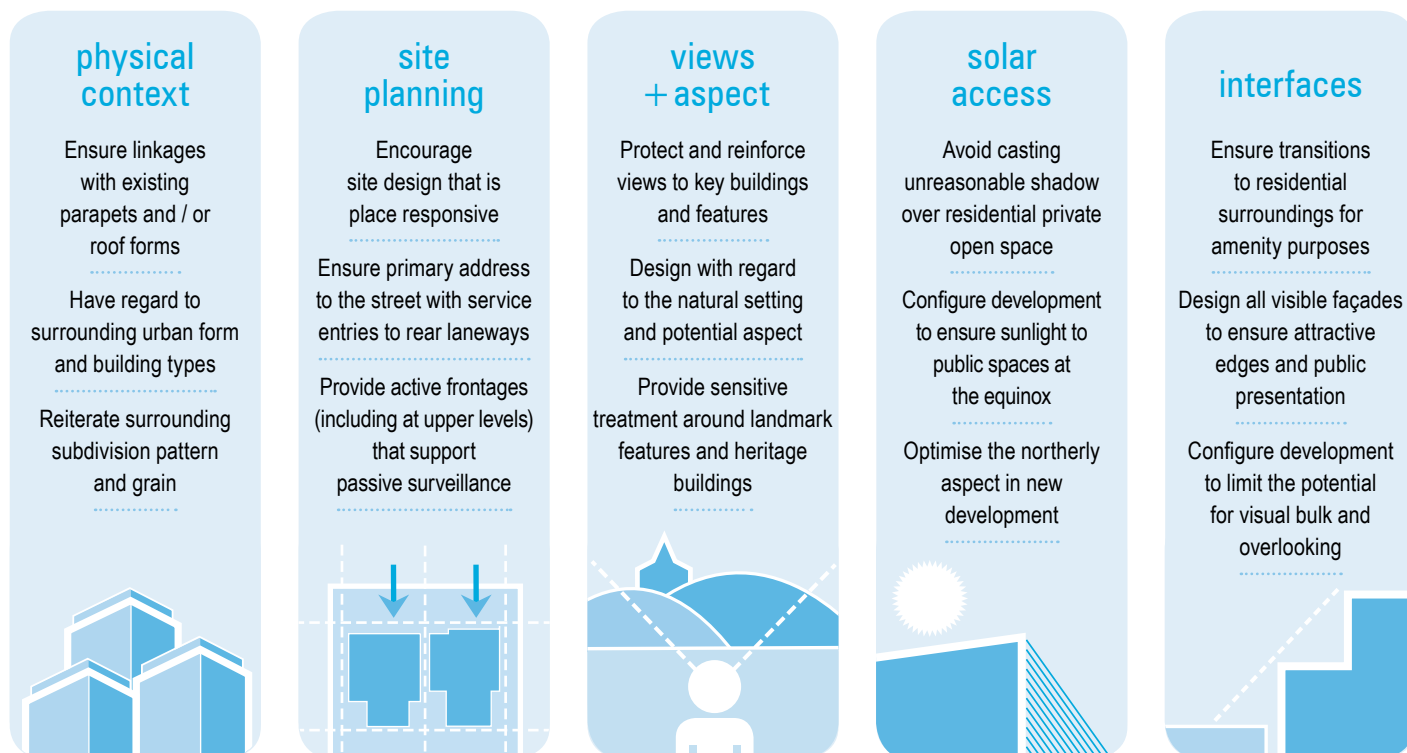 physical
context
Ensure linkages
with existing
parapets and / or
roof forms
Have regard to
surrounding urban form
and building types
Reiterate surrounding
subdivision pattern
and grain
site
planning
Encourage
site design that is
place responsive
Ensure primary address
to the street with service
entries to rear laneways
Provide active frontages
(including at upper levels)
that support
passive surveillance
views
+ aspect
Protect and reinforce
views to key buildings
and features
Design with regard
to the natural setting
and potential aspect
Provide sensitive
treatment around landmark
features and heritage
buildings
solar
access
Avoid casting
unreasonable shadow
over residential private
open space
Configure development
to ensure sunlight to
public spaces at
the equinox
Optimise the northerly
aspect in new
development
interfaces
Ensure transitions
to residential
surroundings for
amenity purposes
Design all visible façades
to ensure attractive
edges and public
presentation
Configure development
to limit the potential
for visual bulk and
overlooking